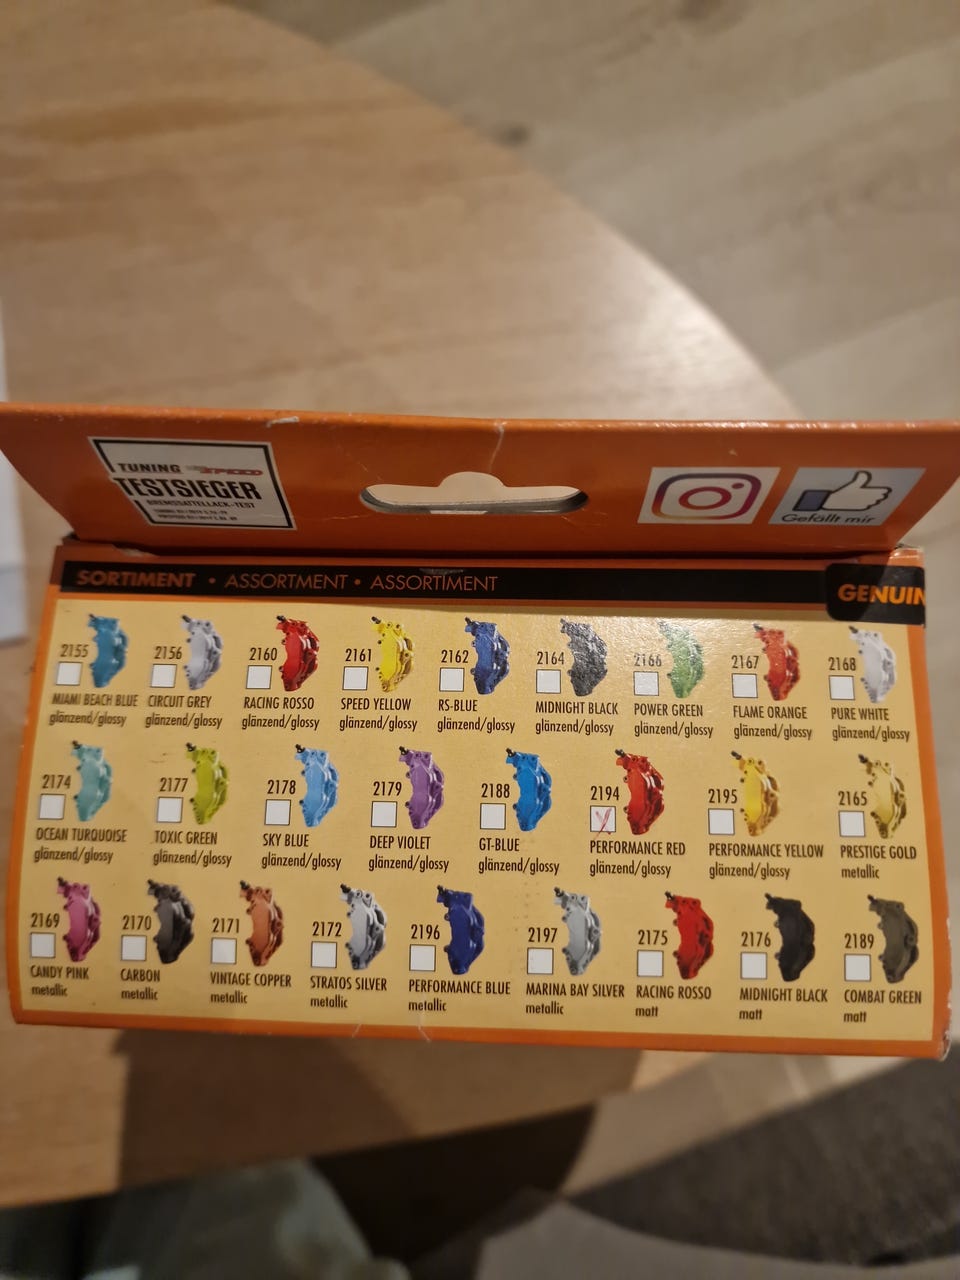 TUNING SPEED
TESTSIEGER
BREMSSATTELLACK-TEST
Gefällt mir
SORTIMENT • ASSORTMENT • ASSORTIMENT
GENUIN
2155 2156 2160 2161 2162 2164 2166 2167 2168
MIAMI BEACH BLUE CIRCUIT GREY RACING ROSSO SPEED YELLOW RS-BLUE MIDNIGHT BLACK POWER GREEN FLAME ORANGE PURE WHITE
glänzend/glossy glänzend/glossy glänzend/glossy glänzend/glossy glänzend/glossy glänzend/glossy glänzend/glossy glänzend/glossy glänzend/glossy
2174 2177 2178 2179 2188 2194 2195 2165
OCEAN TURQUOISE TOXIC GREEN SKY BLUE DEEP VIOLET GT-BLUE PERFORMANCE RED PERFORMANCE YELLOW PRESTIGE GOLD
glänzend/glossy glänzend/glossy glänzend/glossy glänzend/glossy glänzend/glossy glänzend/glossy glänzend/glossy metallic
2169 2170 2171 2172 2196 2197 2175 2176 2189
CANDY PINK CARBON VINTAGE COPPER STRATOS SILVER PERFORMANCE BLUE MARINA BAY SILVER RACING ROSSO MIDNIGHT BLACK COMBAT GREEN
metallic metallic metallic metallic metallic metallic matt matt matt